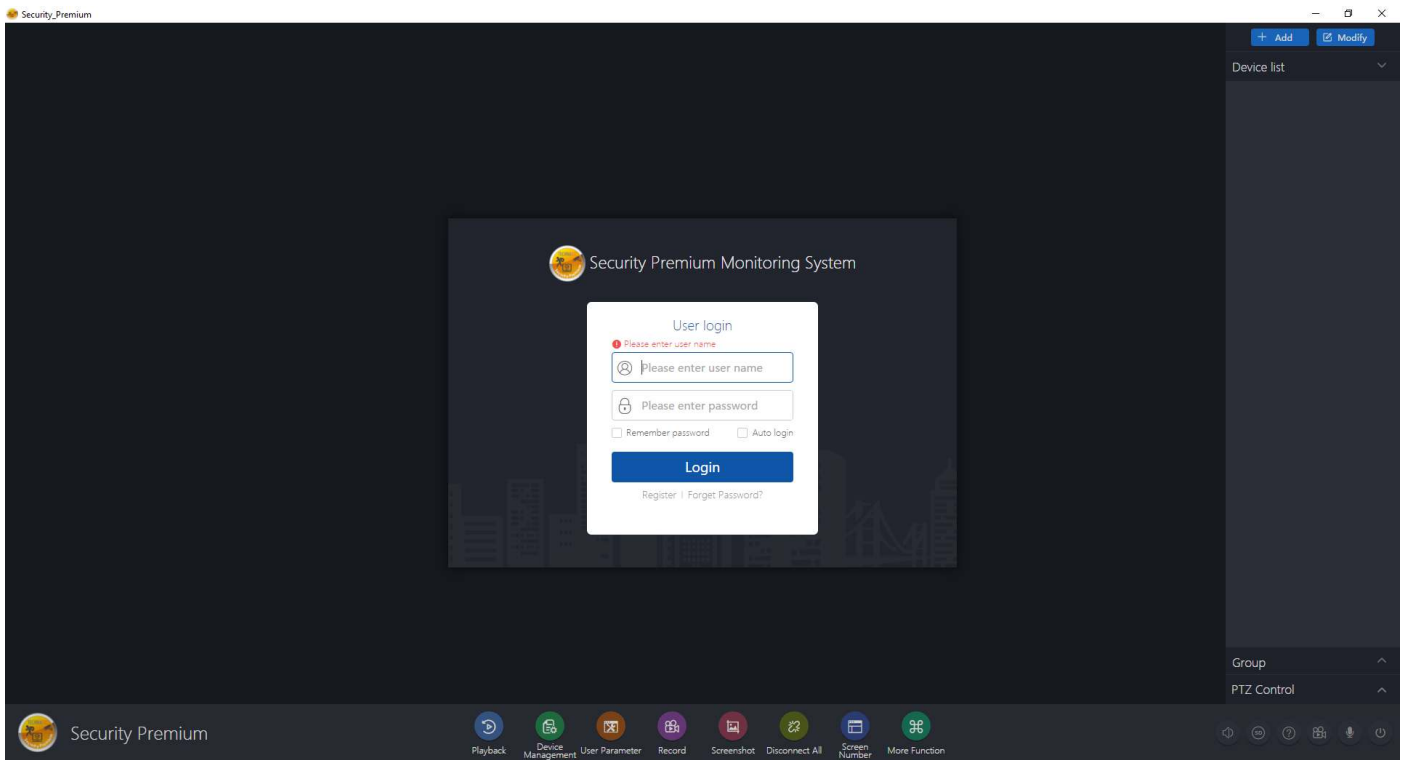 Security_Premium
Add
Modify
Device list
Security Premium Monitoring System
User login
Please enter user name
Please enter user name
Please enter password
Remember password
Auto login
Login
Register | Forget Password?
Group
PTZ Control
Security Premium
Playback
Device
Management
User Parameter
Record
Screenshot
Disconnect All
Screen
Number
More Function